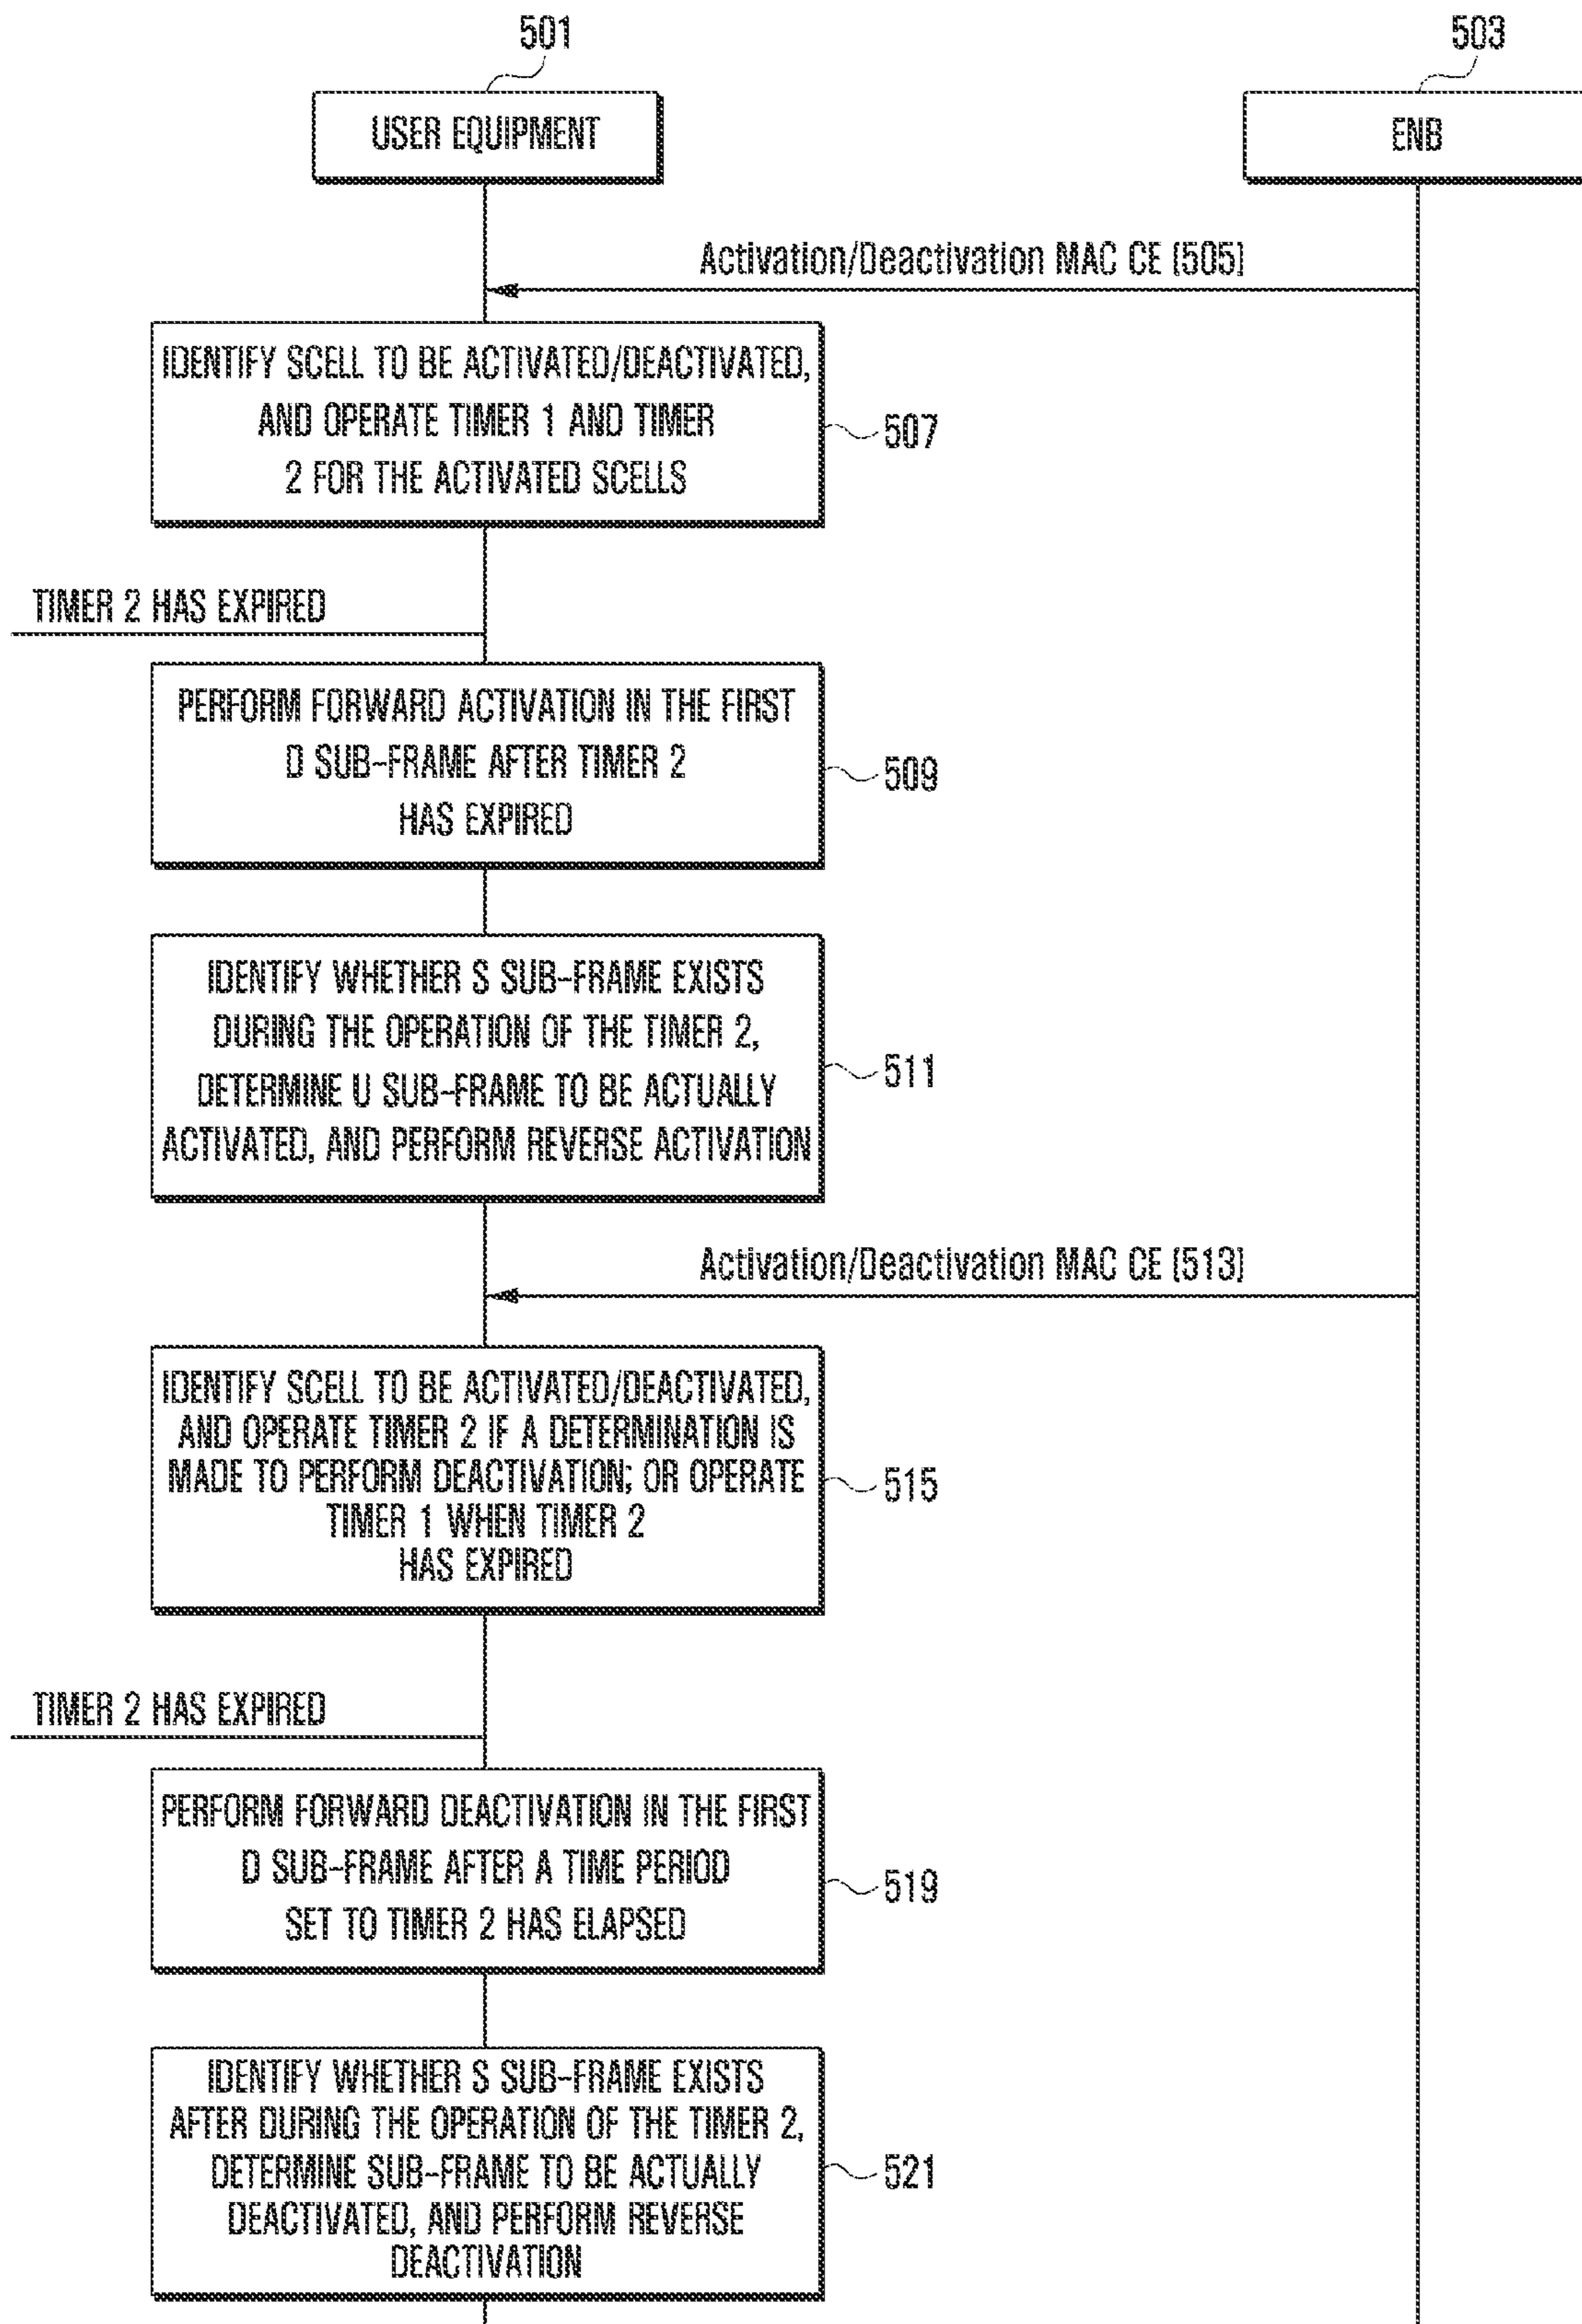 501
503
USER EQUIPMENT
ENB
Activation/Deactivation MAC CE [505]
IDENTIFY SCELL TO BE ACTIVATED/DEACTIVATED,
AND OPERATE TIMER 1 AND TIMER
2 FOR THE ACTIVATED SCELLS
507
TIMER 2 HAS EXPIRED
PERFORM FORWARD ACTIVATION IN THE FIRST
D SUB-FRAME AFTER TIMER 2
HAS EXPIRED
509
IDENTIFY WHETHER S SUB-FRAME EXISTS
DURING THE OPERATION OF THE TIMER 2,
DETERMINE U SUB-FRAME TO BE ACTUALLY
ACTIVATED, AND PERFORM REVERSE ACTIVATION
511
Activation/Deactivation MAC CE [513]
IDENTIFY SCELL TO BE ACTIVATED/DEACTIVATED,
AND OPERATE TIMER 2 IF A DETERMINATION IS
MADE TO PERFORM DEACTIVATION; OR OPERATE
TIMER 1 WHEN TIMER 2
HAS EXPIRED
515
TIMER 2 HAS EXPIRED
PERFORM FORWARD DEACTIVATION IN THE FIRST
D SUB-FRAME AFTER A TIME PERIOD
SET TO TIMER 2 HAS ELAPSED
519
IDENTIFY WHETHER S SUB-FRAME EXISTS
AFTER DURING THE OPERATION OF THE TIMER 2,
DETERMINE SUB-FRAME TO BE ACTUALLY
DEACTIVATED, AND PERFORM REVERSE
DEACTIVATION
521